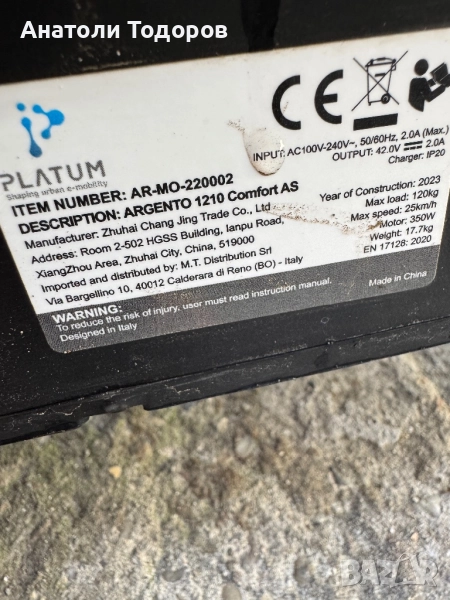 Анатоли Тодоров
PLATUM
Shaping urban e-mobility
ITEM NUMBER: AR-MO-220002
DESCRIPTION: ARGENTO 1210 Comfort AS
Manufacturer: Zhuhai Chang Jing Trade Co., Ltd
Address: Room 2-502 HGSS Building, Ianpu Road,
XiangZhou Area, Zhuhai City, China, 519000
Imported and distributed by: M.T. Distribution Srl
Via Bargellino 10, 40012 Calderara di Reno (BO) - Italy
CE
INPUT: AC100V-240V~, 50/60Hz, 2.0A (Max.)
OUTPUT: 42.0V 2.0A
Charger: IP20
Year of Construction: 2023
Max load: 120kg
Max speed: 25km/h
Motor: 350W
Weight: 17.7kg
EN 17128: 2020
WARNING:
To reduce the risk of injury, user must read instruction manual.
Designed in Italy
Made in China
BAZAR